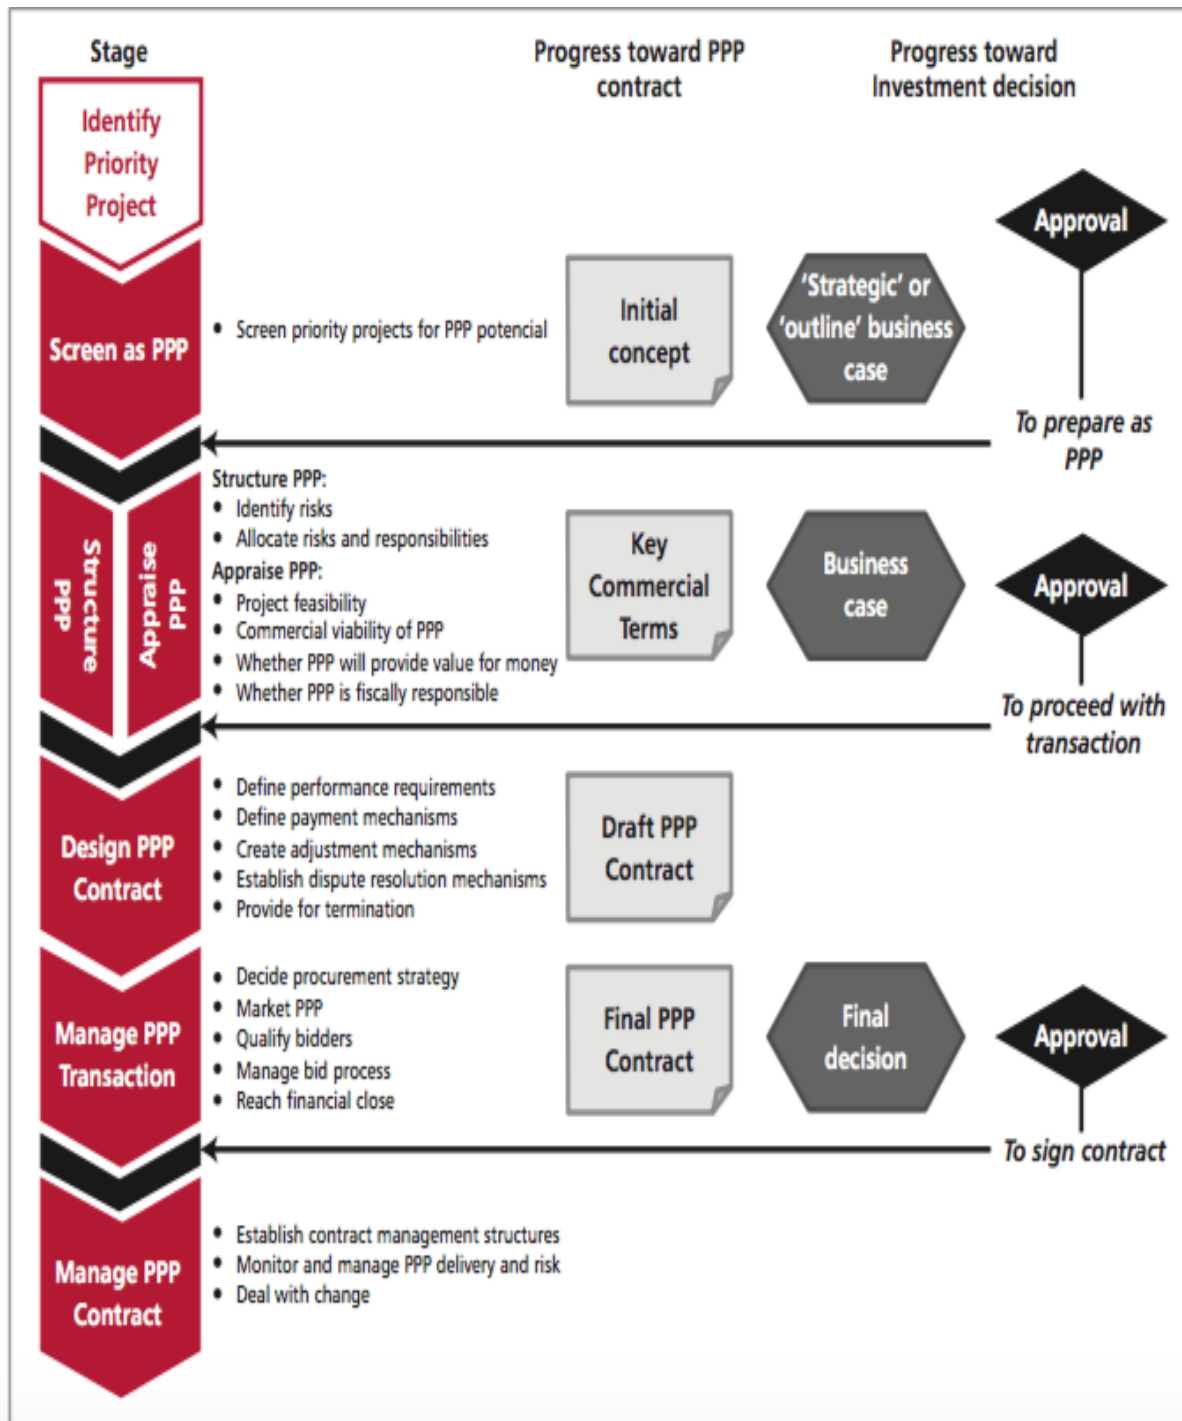 Stage
Progress toward PPP
contract
Progress toward
Investment decision
Identify
Priority
Project
Approval
Screen as PPP
• Screen priority projects for PPP potencial
Initial
concept
‘Strategic’ or
‘outline’ business
case
To prepare as
PPP
Structure
PPP
Appraise
PPP
Structure PPP:
• Identify risks
• Allocate risks and responsibilities
Appraise PPP:
• Project feasibility
• Commercial viability of PPP
• Whether PPP will provide value for money
• Whether PPP is fiscally responsible
Key
Commercial
Terms
Business
case
Approval
To proceed with
transaction
Design PPP
Contract
• Define performance requirements
• Define payment mechanisms
• Create adjustment mechanisms
• Establish dispute resolution mechanisms
• Provide for termination
Draft PPP
Contract
Manage PPP
Transaction
• Decide procurement strategy
• Market PPP
• Qualify bidders
• Manage bid process
• Reach financial close
Final PPP
Contract
Final
decision
Approval
To sign contract
Manage PPP
Contract
• Establish contract management structures
• Monitor and manage PPP delivery and risk
• Deal with change